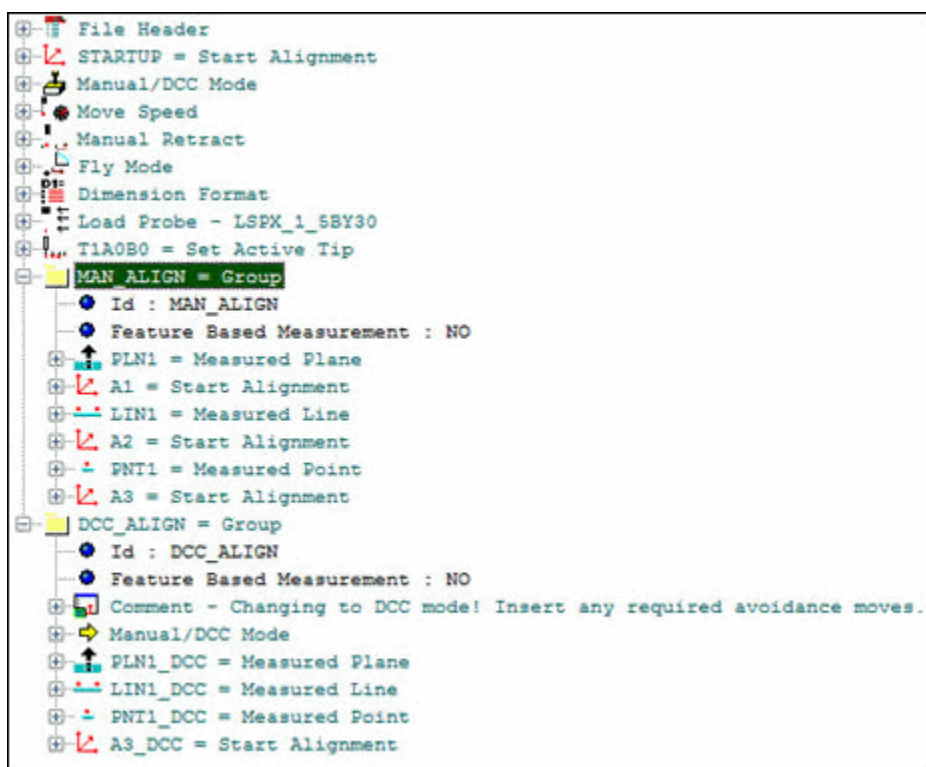 File Header
STARTUP = Start Alignment
Manual/DCC Mode
Move Speed
Manual Retract
Fly Mode
D1= Dimension Format
Load Probe - LSPX_1_5BY30
T1A0B0 = Set Active Tip
MAN_ALIGN = Group
Id : MAN_ALIGN
Feature Based Measurement : NO
PLN1 = Measured Plane
A1 = Start Alignment
LIN1 = Measured Line
A2 = Start Alignment
PNT1 = Measured Point
A3 = Start Alignment
DCC_ALIGN = Group
Id : DCC_ALIGN
Feature Based Measurement : NO
Comment - Changing to DCC mode! Insert any required avoidance moves.
Manual/DCC Mode
PLN1_DCC = Measured Plane
LIN1_DCC = Measured Line
PNT1_DCC = Measured Point
A3_DCC = Start Alignment